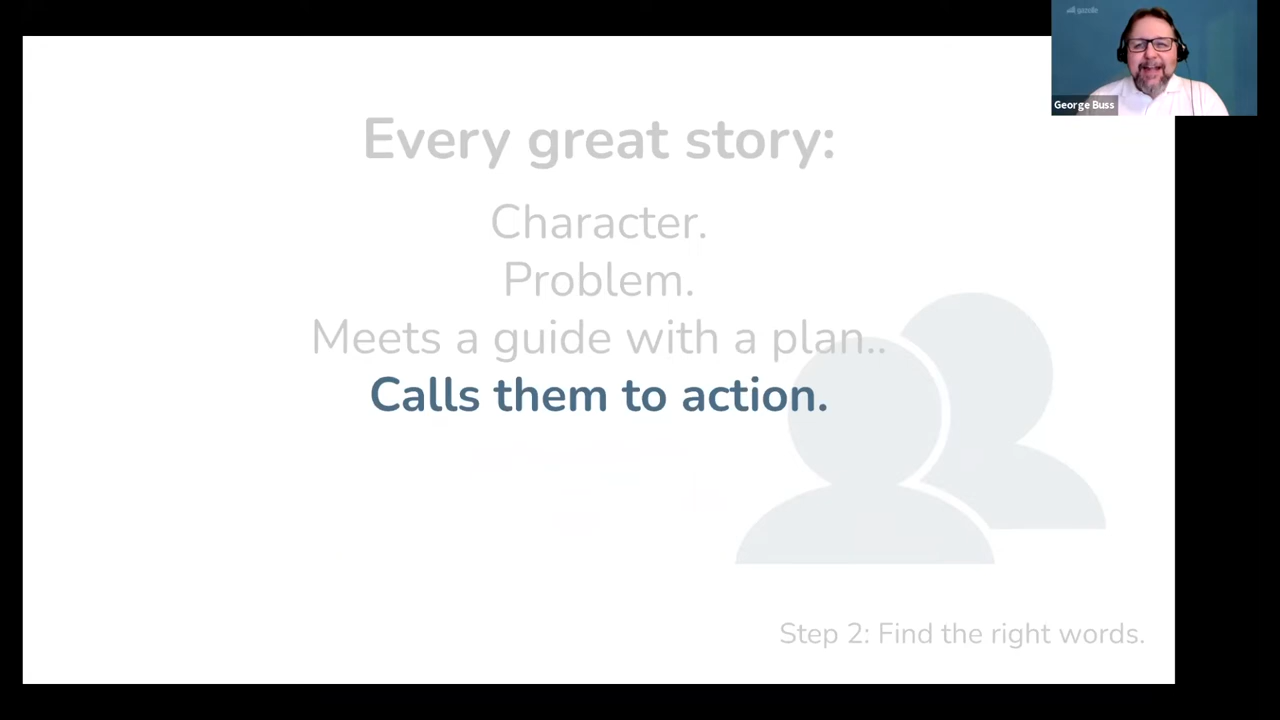 George Buss
Every great story:
Character.
Problem.
Meets a guide with a plan..
Calls them to action.
Step 2: Find the right words.